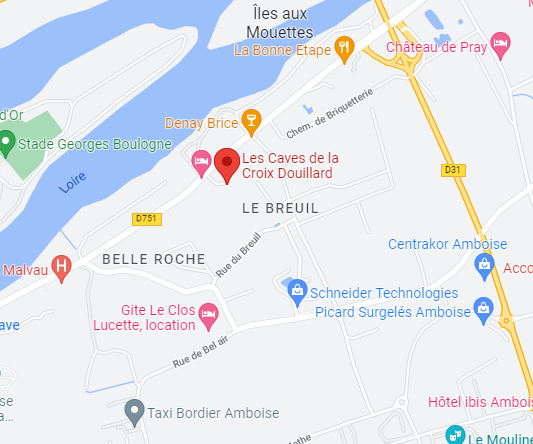 Îles aux
Mouettes
La Bonne Etape
Château de Pray
d'Or
Stade Georges Boulogne
Denay Brice
Chem. de Briquetterie
Les Caves de la
Croix Douillard
Loire
D31
D751
LE BREUIL
Rue du Breuil
BELLE ROCHE
Malvau
Centrakor Amboise
Acco
Gite Le Clos
Lucette, location
Schneider Technologies
Picard Surgelés Amboise
ave
Rue de Bel air
Hôtel ibis Ambois
Taxi Bordier Amboise
se
a...
othe
Le Mouline